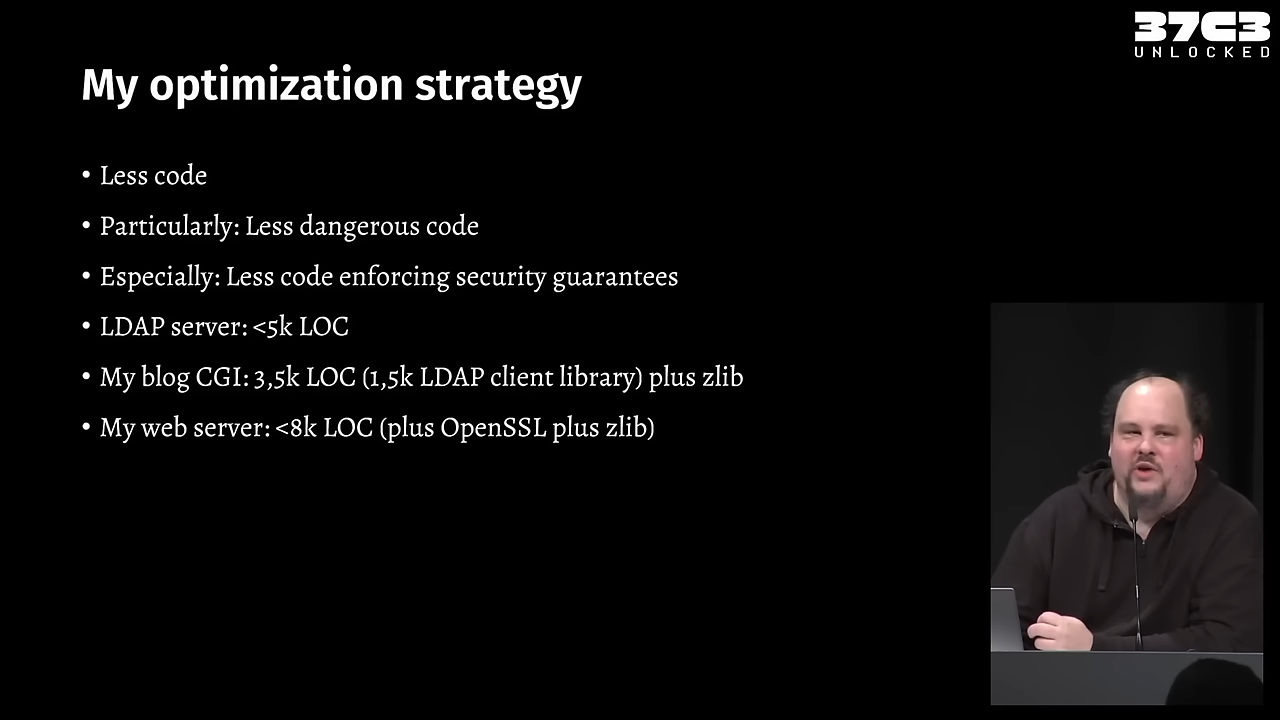 37C3
UNLOCKED
My optimization strategy
• Less code
• Particularly: Less dangerous code
• Especially: Less code enforcing security guarantees
• LDAP server: <5k LOC
• My blog CGI: 3,5k LOC (1,5k LDAP client library) plus zlib
• My web server: <8k LOC (plus OpenSSL plus zlib)